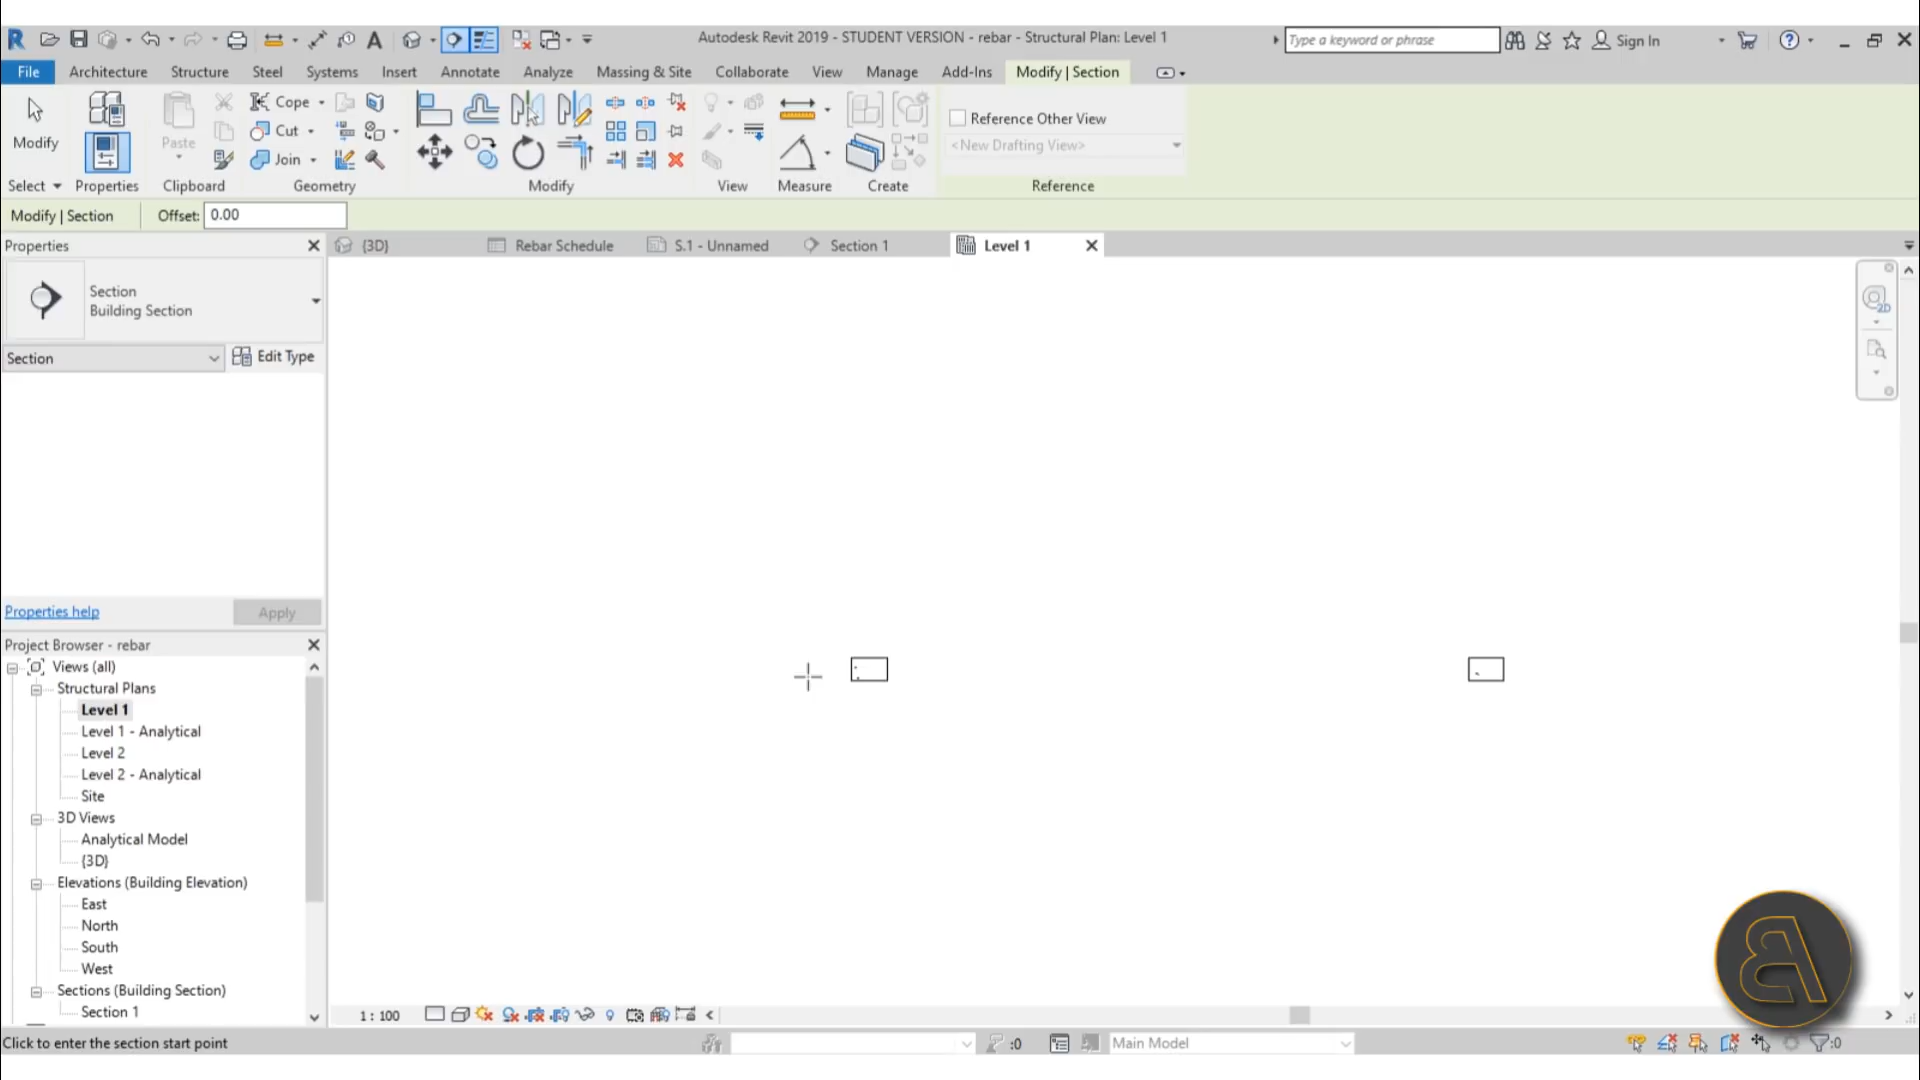 Autodesk Revit 2019 - STUDENT VERSION - rebar - Structural Plan: Level 1
Type a keyword or phrase
Sign In
File
Architecture
Structure
Steel
Systems
Insert
Annotate
Analyze
Massing & Site
Collaborate
View
Manage
Add-Ins
Modify | Section
Modify
Paste
Cope
Cut
Join
Reference Other View
<New Drafting View>
Select
Properties
Clipboard
Geometry
Modify
View
Measure
Create
Reference
Modify | Section
Offset: 0.00
Properties
{3D}
Rebar Schedule
S.1 - Unnamed
Section 1
Level 1
Section
Building Section
Section
Edit Type
2D
Properties help
Apply
Project Browser - rebar
Views (all)
Structural Plans
Level 1
Level 1 - Analytical
Level 2
Level 2 - Analytical
Site
3D Views
Analytical Model
{3D}
Elevations (Building Elevation)
East
North
South
West
Sections (Building Section)
Section 1
1 : 100
Click to enter the section start point
:0
Main Model
:0